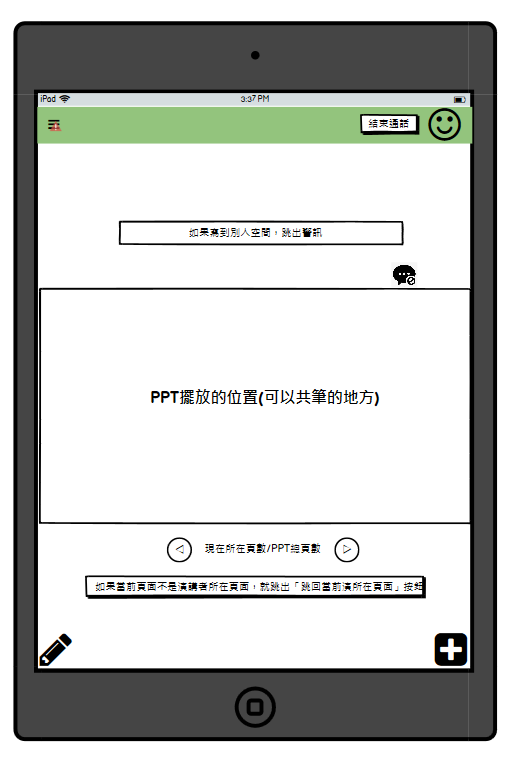 iPad 3:37 PM
結束通話
如果寫到別人空間，跳出警訊
PPT擺放的位置(可以共筆的地方)
現在所在頁數/PPT總頁數
如果當前頁面不是演講者所在頁面，就跳出「跳回當前演所在頁面」按鈕